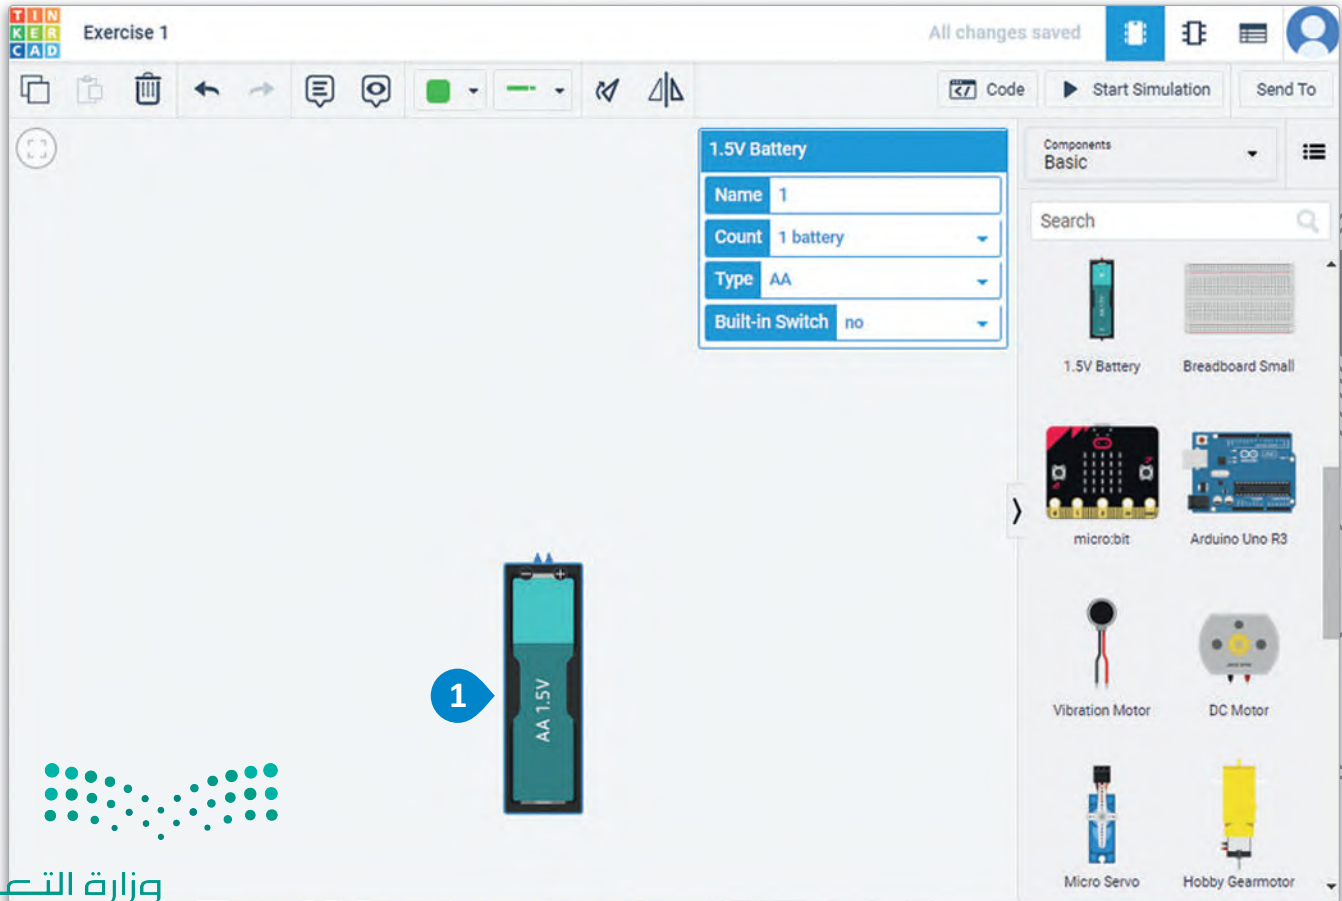 TIN
KER
CAD
Exercise 1
All changes saved
Code
Start Simulation
Send To
1.5V Battery
Name 1
Count 1 battery
Type AA
Built-in Switch no
Components
Basic
Search
1.5V Battery
Breadboard Small
micro:bit
Arduino Uno R3
Vibration Motor
DC Motor
Micro Servo
Hobby Gearmotor
1
AA 1.5V
وزارة التعـ